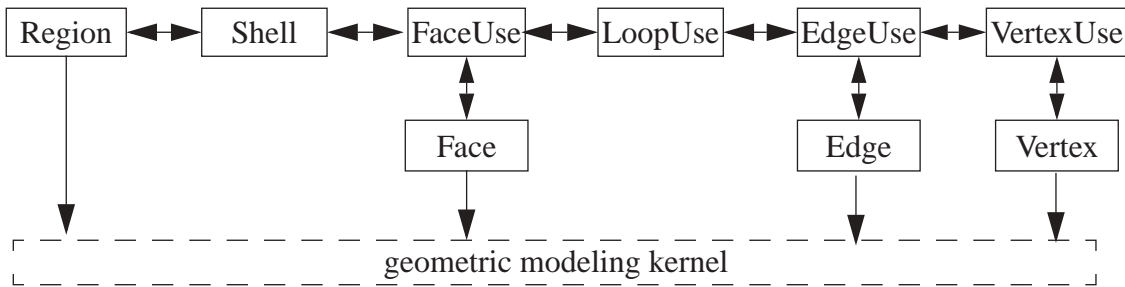 Region Shell FaceUse LoopUse EdgeUse VertexUse
Face Edge Vertex
geometric modeling kernel